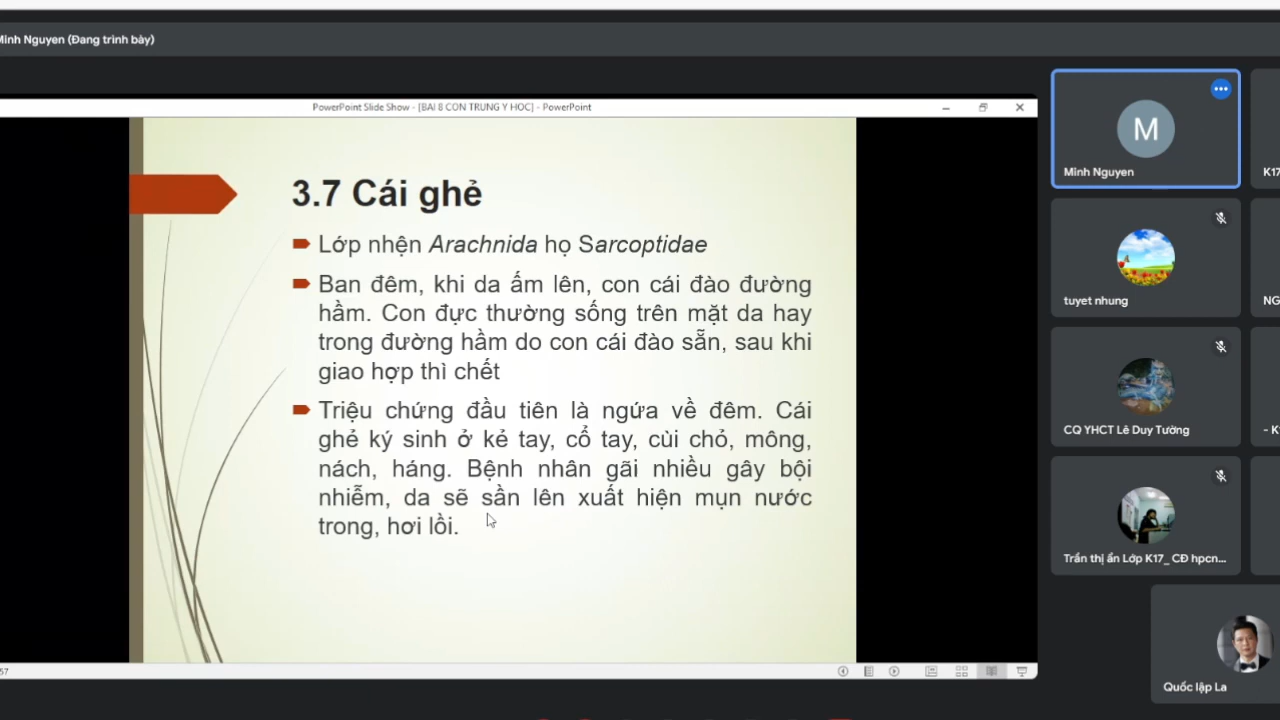 Minh Nguyen (Đang trình bày)
PowerPoint Slide Show - [BAI 8 CON TRUNG Y HOC] - PowerPoint
3.7 Cái ghẻ
Lớp nhện Arachnida họ Sarcoptidae
Ban đêm, khi da ấm lên, con cái đào đường
hầm. Con đực thường sống trên mặt da hay
trong đường hầm do con cái đào sẵn, sau khi
giao hợp thì chết
Triệu chứng đầu tiên là ngứa về đêm. Cái
ghẻ ký sinh ở kẻ tay, cổ tay, cùi chỏ, mông,
nách, háng. Bệnh nhân gãi nhiều gây bội
nhiễm, da sẽ sần lên xuất hiện mụn nước
trong, hơi lồi.
M
Minh Nguyen
K17
tuyet nhung
NG
CQ YHCT Lê Duy Tường
- K
Trần thị ẩn Lớp K17_ CĐ hpcn...
Quốc lập La
57